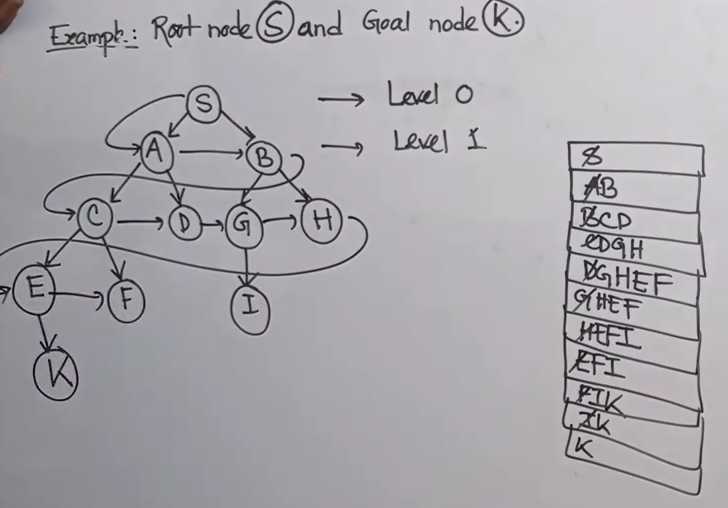 Example:: Root node S and Goal node K.
S → Level 0
A B → Level 1
C D G H
E F I
K
S
AB
BCD
CDGH
DGHEF
GHEF
HEFI
EFI
FIK
IK
K